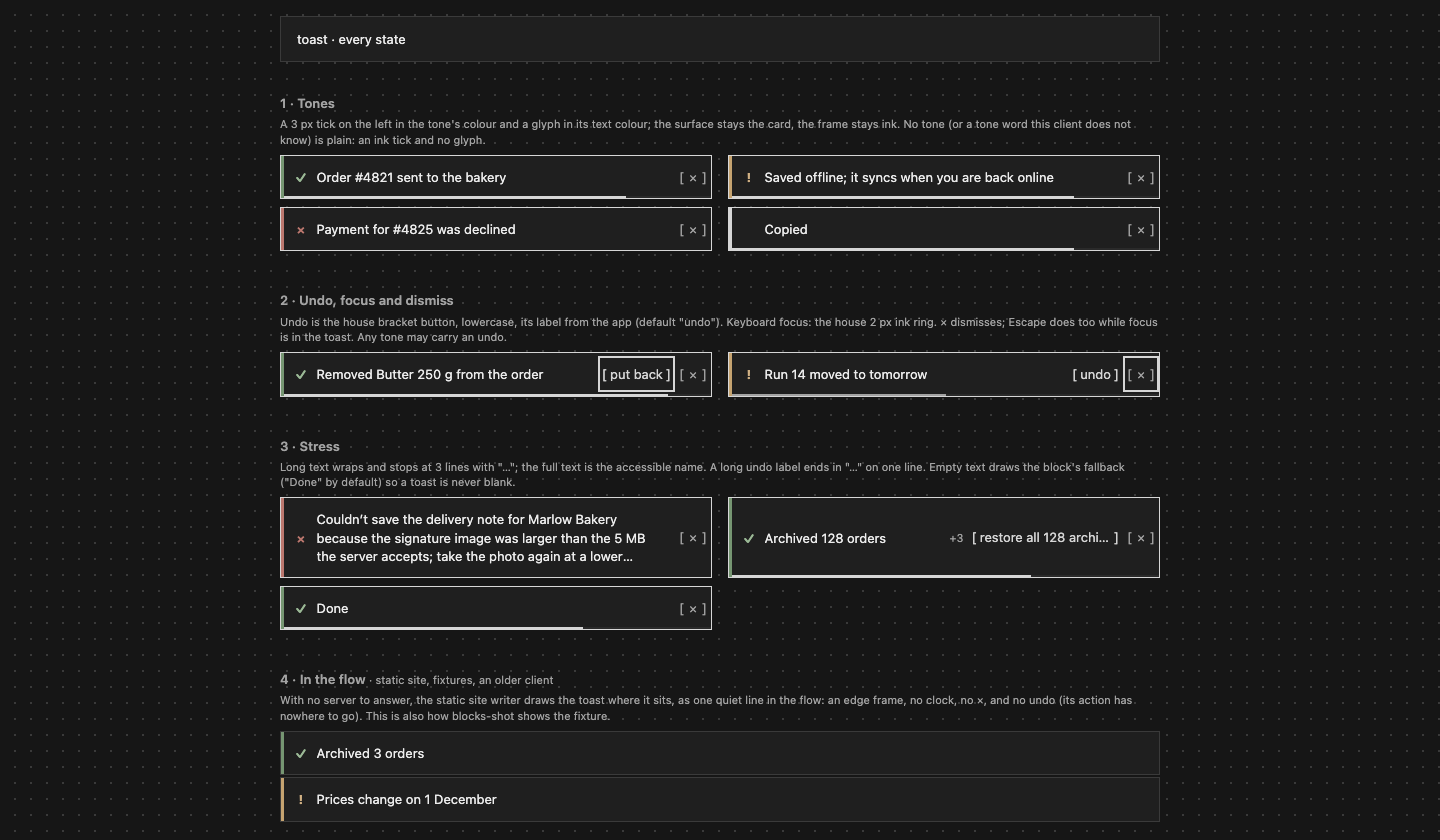 toast · every state
1 · Tones
A 3 px tick on the left in the tone's colour and a glyph in its text colour; the surface stays the card, the frame stays ink. No tone (or a tone word this client does not
know) is plain: an ink tick and no glyph.
✓ Order #4821 sent to the bakery [ × ]
! Saved offline; it syncs when you are back online [ × ]
× Payment for #4825 was declined [ × ]
Copied [ × ]
2 · Undo, focus and dismiss
Undo is the house bracket button, lowercase, its label from the app (default "undo"). Keyboard focus: the house 2 px ink ring. × dismisses; Escape does too while focus
is in the toast. Any tone may carry an undo.
✓ Removed Butter 250 g from the order [ put back ] [ × ]
! Run 14 moved to tomorrow [ undo ] [ × ]
3 · Stress
Long text wraps and stops at 3 lines with "…"; the full text is the accessible name. A long undo label ends in "…" on one line. Empty text draws the block's fallback
("Done" by default) so a toast is never blank.
Couldn’t save the delivery note for Marlow Bakery
× because the signature image was larger than the 5 MB [ × ]
the server accepts; take the photo again at a lower…
✓ Archived 128 orders +3 [ restore all 128 archi… ] [ × ]
✓ Done [ × ]
4 · In the flow · static site, fixtures, an older client
With no server to answer, the static site writer draws the toast where it sits, as one quiet line in the flow: an edge frame, no clock, no ×, and no undo (its action has
nowhere to go). This is also how blocks-shot shows the fixture.
✓ Archived 3 orders
! Prices change on 1 December